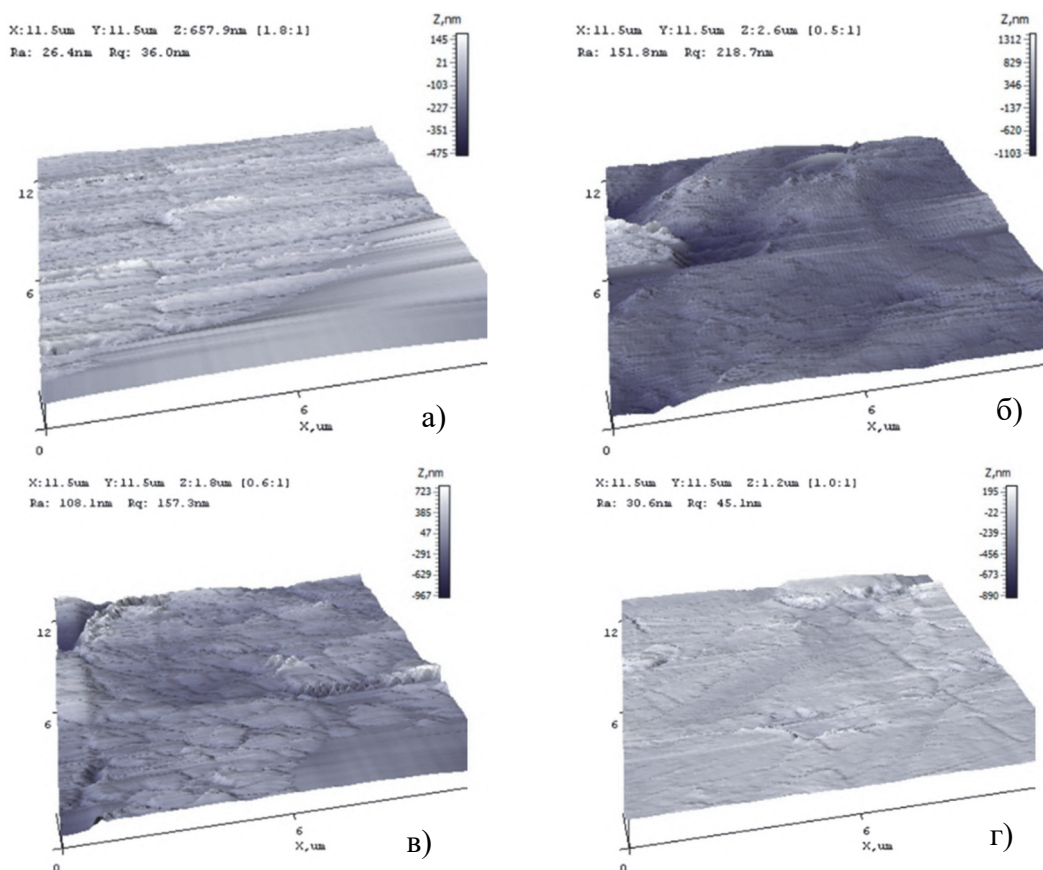 X:11.5um Y:11.5um Z:657.9nm [1.8:1]
Ra: 26.4nm Rq: 36.0nm
Z,nm
145
21
-103
-227
-351
-475
12
6
0
6
X,um
а)
X:11.5um Y:11.5um Z:2.6um [0.5:1]
Ra: 151.8nm Rq: 218.7nm
Z,nm
1312
829
346
-137
-620
-1103
12
6
0
6
X,um
б)
X:11.5um Y:11.5um Z:1.8um [0.6:1]
Ra: 108.1nm Rq: 157.3nm
Z,nm
723
385
47
-291
-629
-967
12
6
0
6
X,um
в)
X:11.5um Y:11.5um Z:1.2um [1.0:1]
Ra: 30.6nm Rq: 45.1nm
Z,nm
195
-22
-239
-456
-673
-890
12
6
0
6
X,um
г)